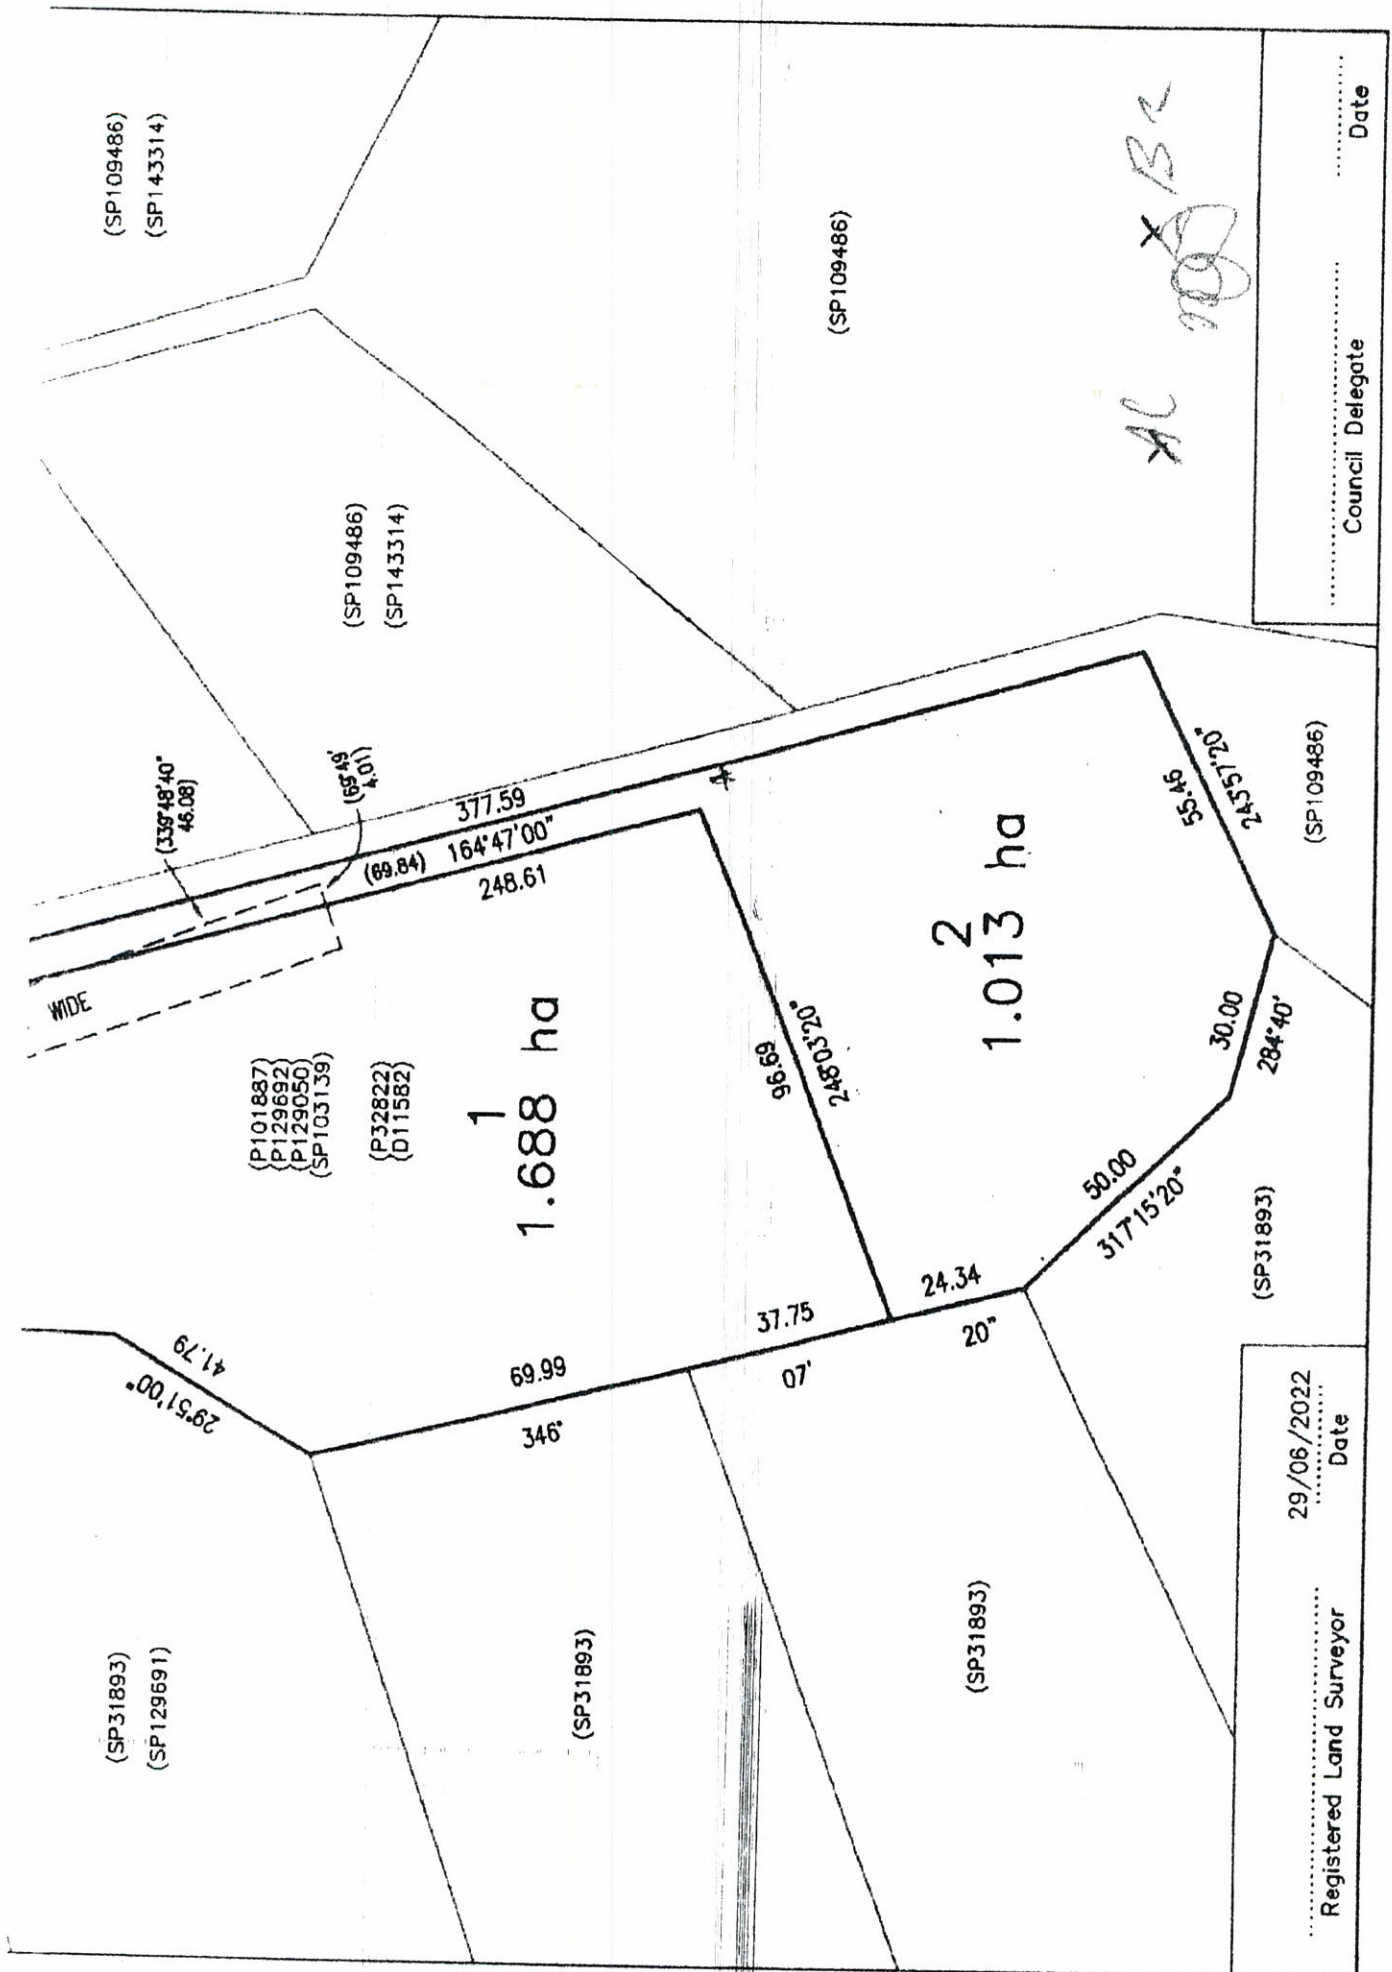 (SP109486)
(SP143314)
(SP109486)
(SP143314)
(SP109486)
(339°48'40"
46.08)
(69°49'
4.01)
377.59
(69.84) 164°47'00"
248.61
WIDE
(P101887)
(P129692)
(P129050)
(SP103139)
(P32822)
(D11582)
1
1.688 ha
2
1.013 ha
96.69
248°03'20"
55.46
243°57'20"
(SP109486)
30.00
284°40'
50.00
317°15'20"
(SP31893)
24.34
37.75
69.99
346°
07'
20"
41.79
29°51'00"
(SP31893)
(SP129691)
(SP31893)
(SP31893)
Registered Land Surveyor
29/06/2022
Date
Council Delegate
Date